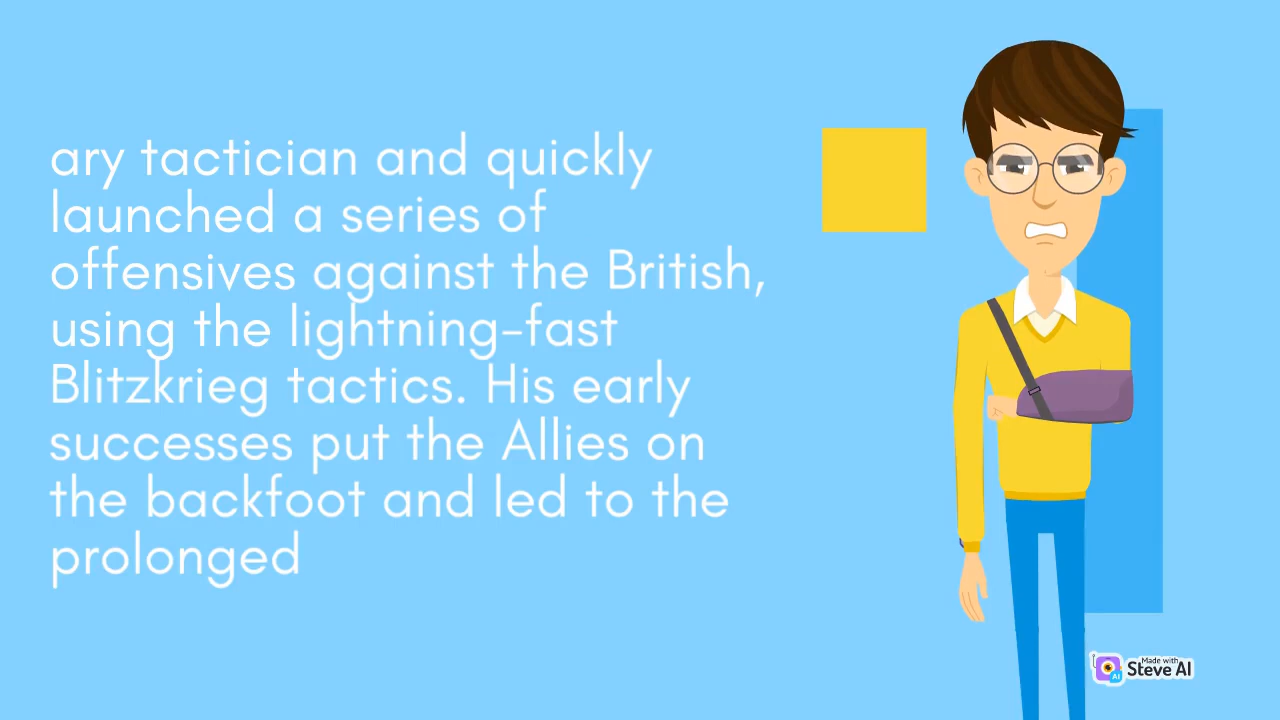 ary tactician and quickly
launched a series of
offensives against the British,
using the lightning-fast
Blitzkrieg tactics. His early
successes put the Allies on
the backfoot and led to the
prolonged
Made with
Steve AI
AI